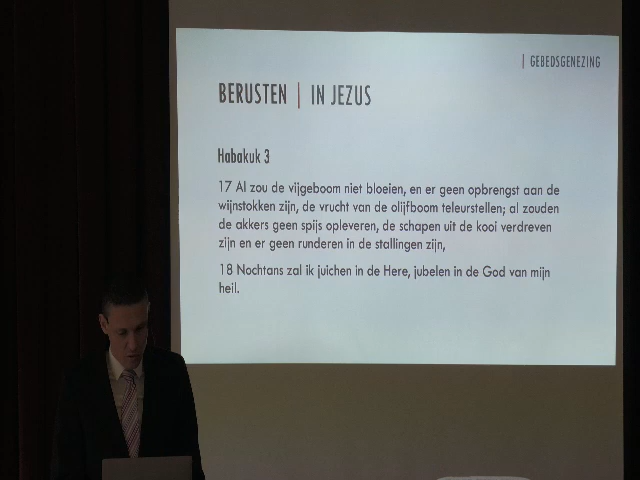 | GEBEDSGENEZING
BERUSTEN | IN JEZUS
Habakuk 3
17 Al zou de vijgeboom niet bloeien, en er geen opbrengst aan de
wijnstokken zijn, de vrucht van de olijfboom teleurstellen; al zouden
de akkers geen spijs opleveren, de schapen uit de kooi verdreven
zijn en er geen runderen in de stallingen zijn,
18 Nochtans zal ik juichen in de Here, jubelen in de God van mijn
heil.